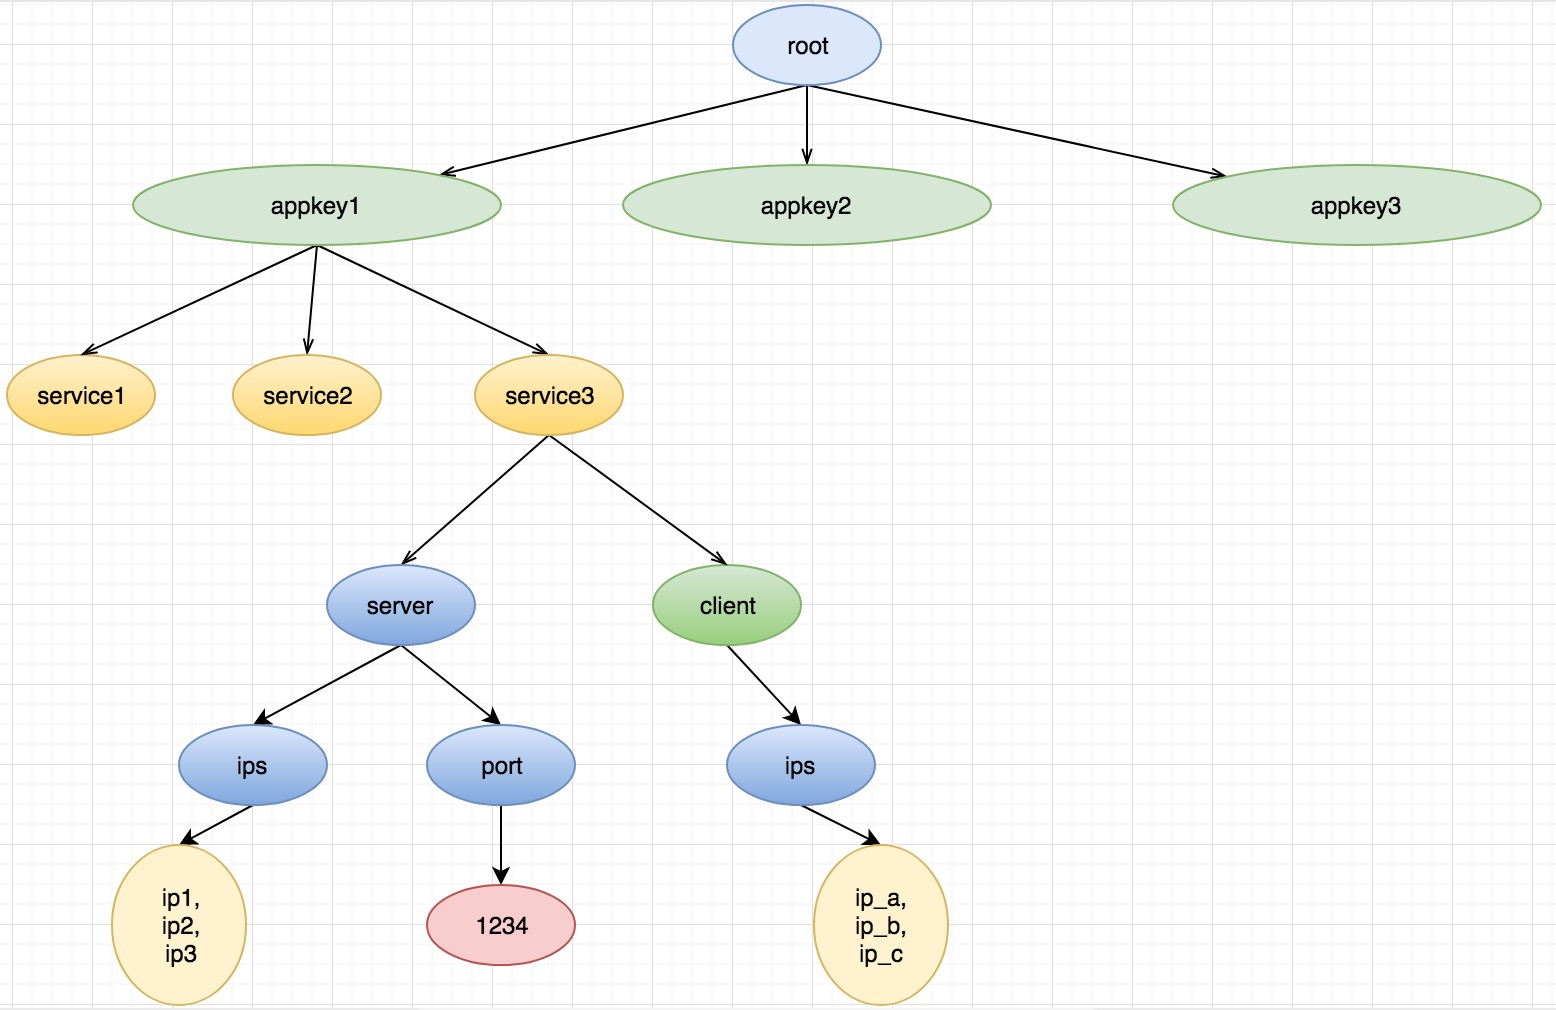 root
appkey1
appkey2
appkey3
service1
service2
service3
server
client
ips
port
ips
ip1,
ip2,
ip3
1234
ip_a,
ip_b,
ip_c